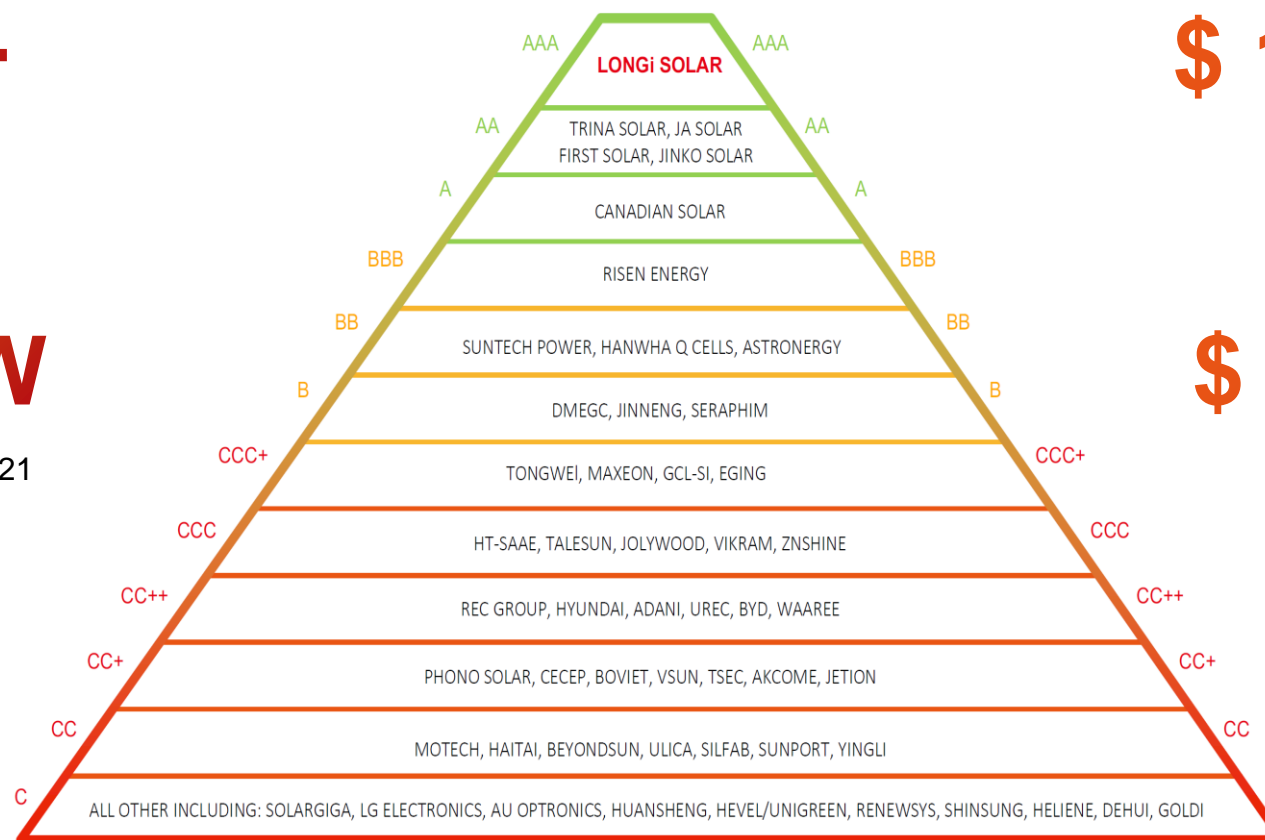 AAA AAA
LONGi SOLAR
AA AA
TRINA SOLAR, JA SOLAR
FIRST SOLAR, JINKO SOLAR
A A
CANADIAN SOLAR
BBB BBB
RISEN ENERGY
BB BB
SUNTECH POWER, HANWHA Q CELLS, ASTRONERGY
B B
DMEGC, JINNENG, SERAPHIM
CCC+ CCC+
TONGWEI, MAXEON, GCL-SI, EGING
CCC CCC
HT-SAAE, TALESUN, JOLYWOOD, VIKRAM, ZNSHINE
CC++ CC++
REC GROUP, HYUNDAI, ADANI, UREC, BYD, WAAREE
CC+ CC+
PHONO SOLAR, CECEP, BOVIET, VSUN, TSEC, AKCOME, JETION
CC CC
MOTECH, HAITAI, BEYONDSUN, ULICA, SILFAB, SUNPORT, YINGLI
C
ALL OTHER INCLUDING: SOLARGIGA, LG ELECTRONICS, AU OPTRONICS, HUANSHENG, HEVEL/UNIGREEN, RENEWSYS, SHINSUNG, HELIENE, DEHUI, GOLDI
21
$
$